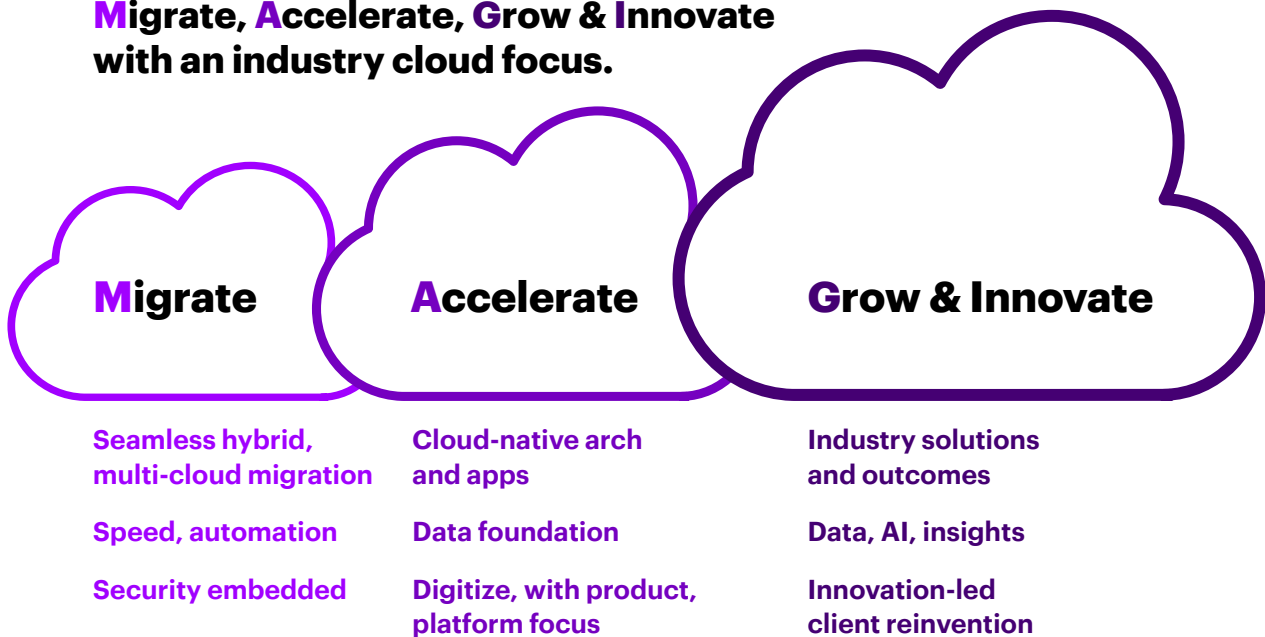 Migrate, Accelerate, Grow & Innovate
with an industry cloud focus.
Migrate
Accelerate
Grow & Innovate
Seamless hybrid,
multi-cloud migration
Speed, automation
Security embedded
Cloud-native arch
and apps
Data foundation
Digitize, with product,
platform focus
Industry solutions
and outcomes
Data, AI, insights
Innovation-led
client reinvention